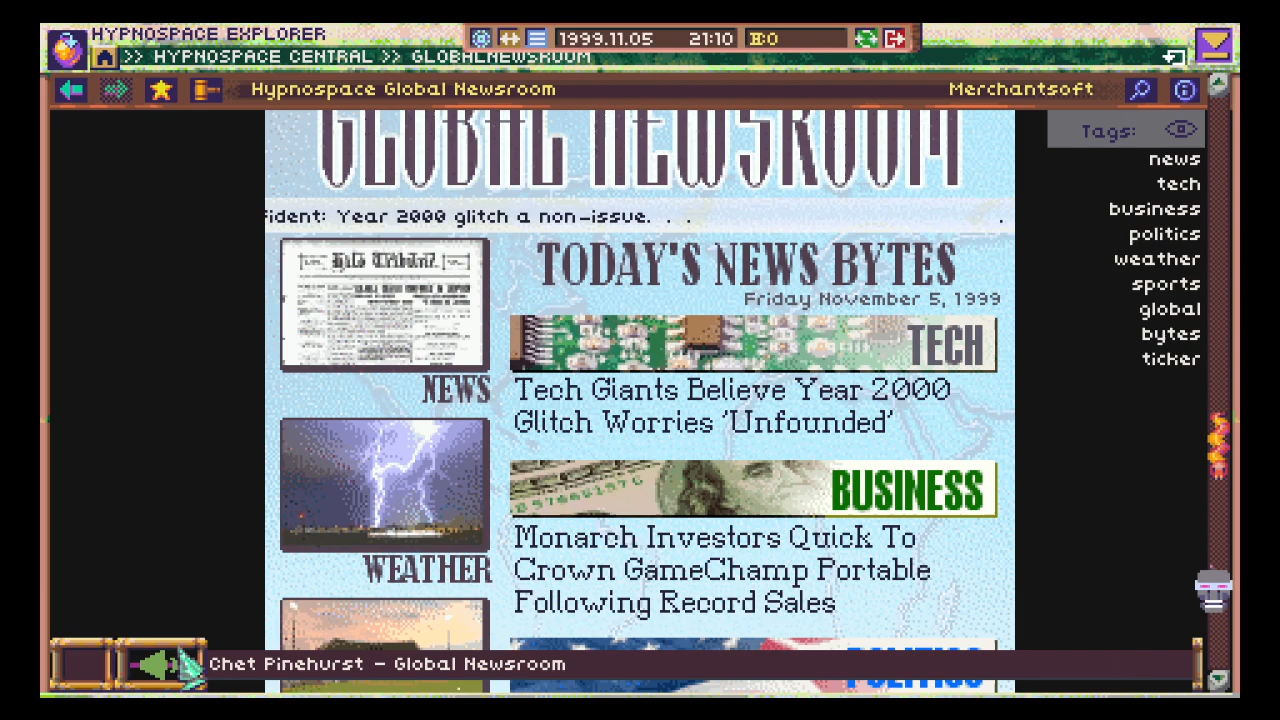 HYPNOSPACE EXPLORER
1999.11.05 21:10 :0
>> HYPNOSPACE CENTRAL >> GLOBALNEWSROOM
Hypnospace Global Newsroom
Merchantsoft
GLOBAL NEWSROOM
Tags:
news
tech
business
politics
weather
sports
global
bytes
ticker
ident: Year 2000 glitch a non-issue. . .
TODAY'S NEWS BYTES
Friday November 5, 1999
TECH
NEWS
Tech Giants Believe Year 2000
Glitch Worries 'Unfounded'
BUSINESS
WEATHER
Monarch Investors Quick To
Crown GameChamp Portable
Following Record Sales
POLITICS
Chet Pinehurst - Global Newsroom